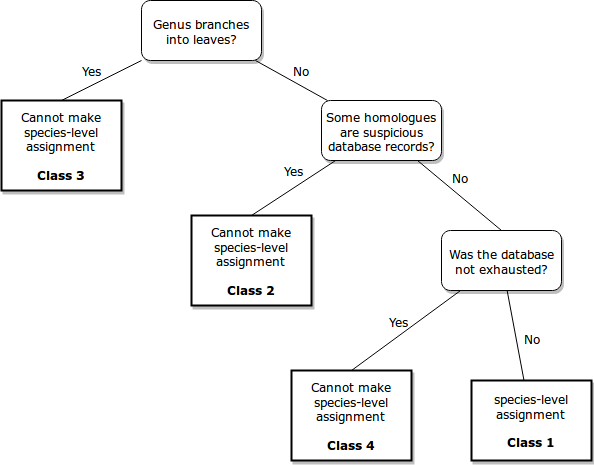 Genus branches
into leaves?
Yes
No
Cannot make
species-level
assignment
Class 3
Some homologues
are suspicious
database records?
Yes
No
Cannot make
species-level
assignment
Class 2
Was the database
not exhausted?
Yes
No
Cannot make
species-level
assignment
Class 4
species-level
assignment
Class 1